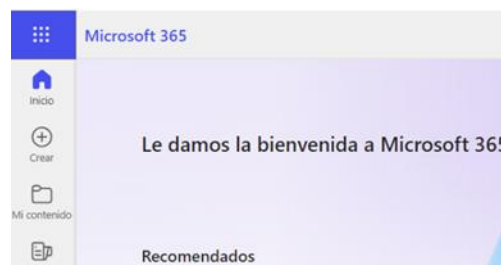 Microsoft 365
Inicio
Crear
Le damos la bienvenida a Microsoft 365
Mi contenido
Recomendados